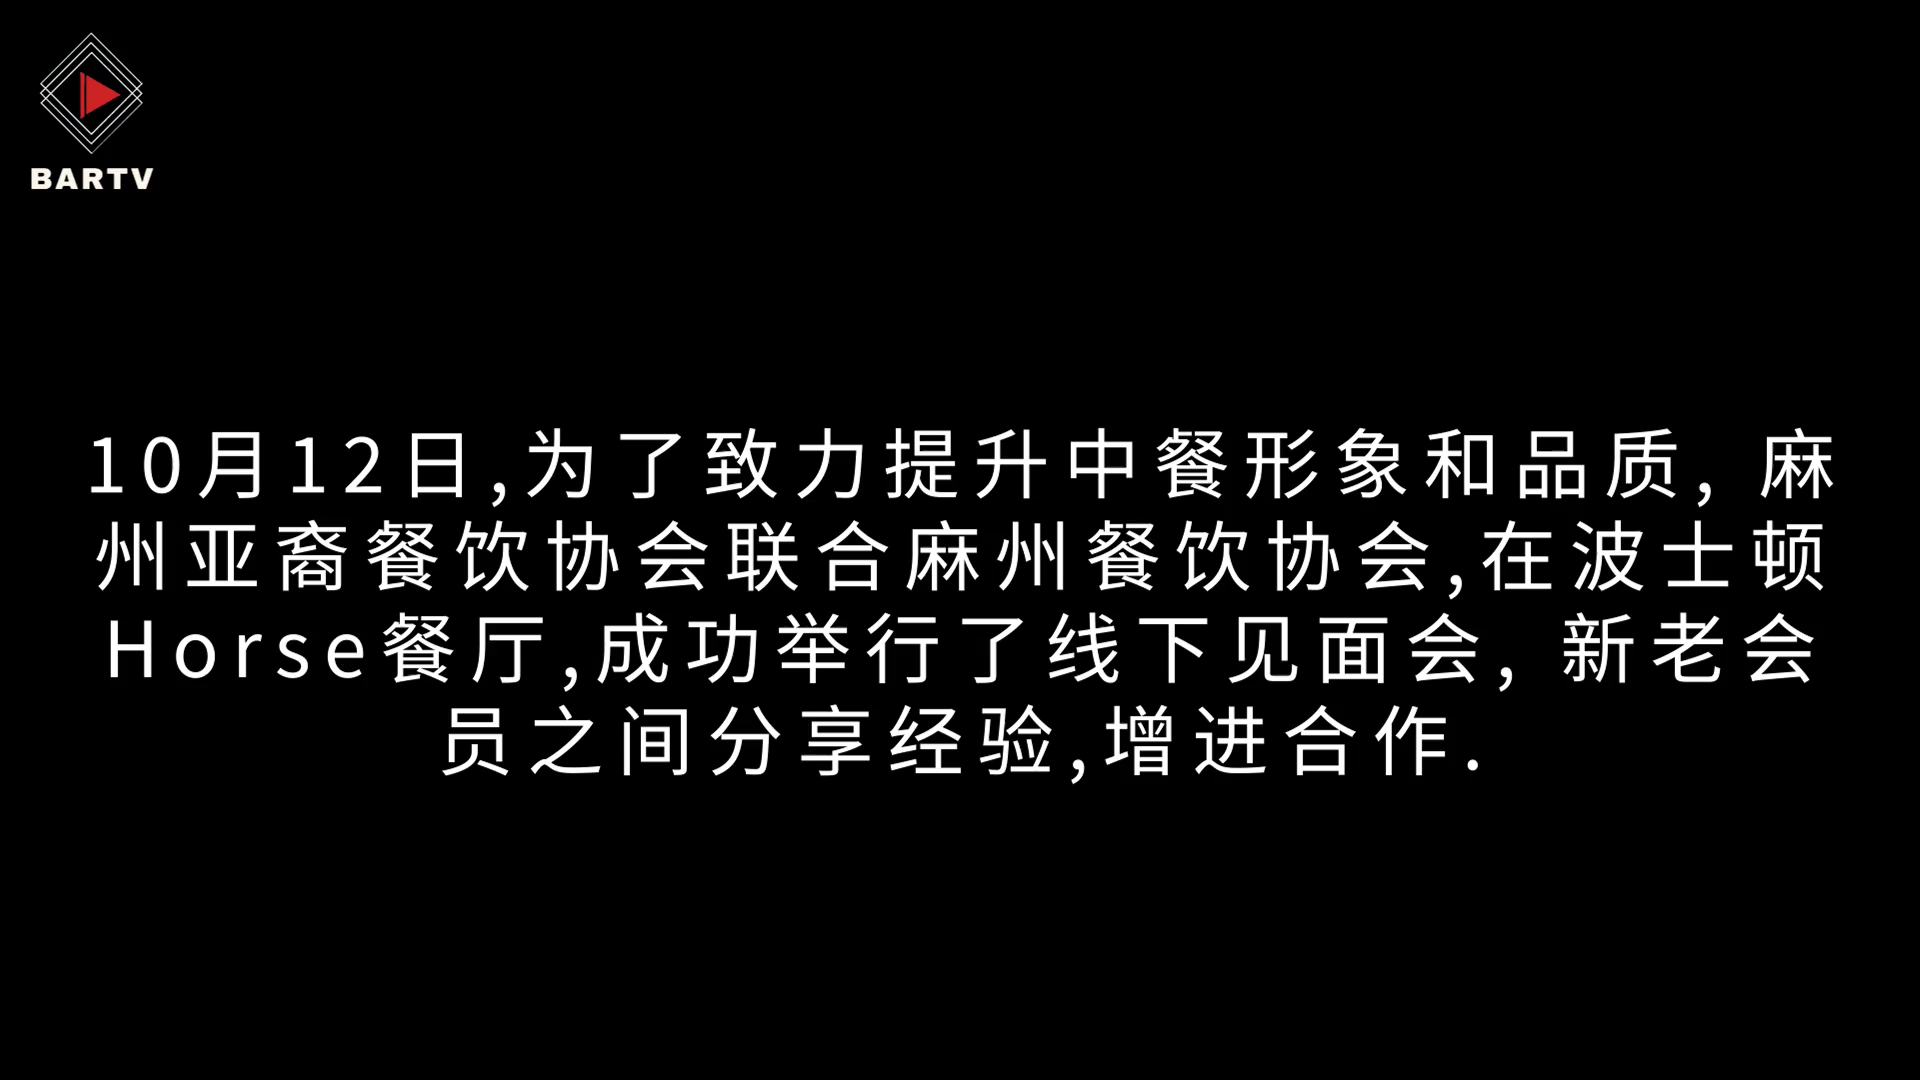 BARTV
10月12日,为了致力提升中餐形象和品质, 麻
州亚裔餐饮协会联合麻州餐饮协会,在波士顿
Horse餐厅,成功举行了线下见面会, 新老会
员之间分享经验,增进合作.